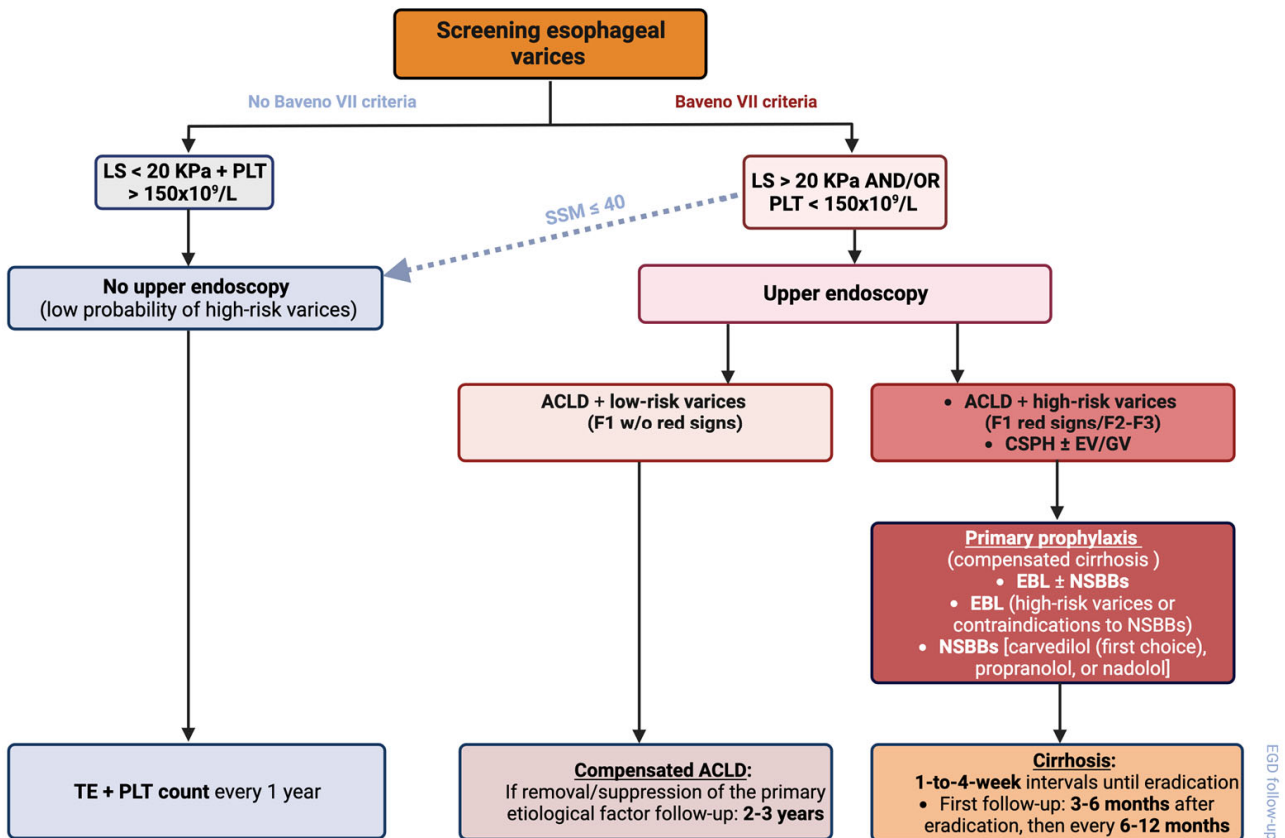 Screening esophageal
varices
No Baveno VII criteria
Baveno VII criteria
LS < 20 KPa + PLT
> 150x10⁹/L
LS > 20 KPa AND/OR
PLT < 150x10⁹/L
SSM ≤ 40
No upper endoscopy
(low probability of high-risk varices)
Upper endoscopy
ACLD + low-risk varices
(F1 w/o red signs)
• ACLD + high-risk varices
(F1 red signs/F2-F3)
• CSPH ± EV/GV
Primary prophylaxis
(compensated cirrhosis )
• EBL ± NSBBs
• EBL (high-risk varices or
contraindications to NSBBs)
• NSBBs [carvedilol (first choice),
propranolol, or nadolol]
TE + PLT count every 1 year
Compensated ACLD:
If removal/suppression of the primary
etiological factor follow-up: 2-3 years
Cirrhosis:
1-to-4-week intervals until eradication
• First follow-up: 3-6 months after
eradication, then every 6-12 months
EGD follow-up